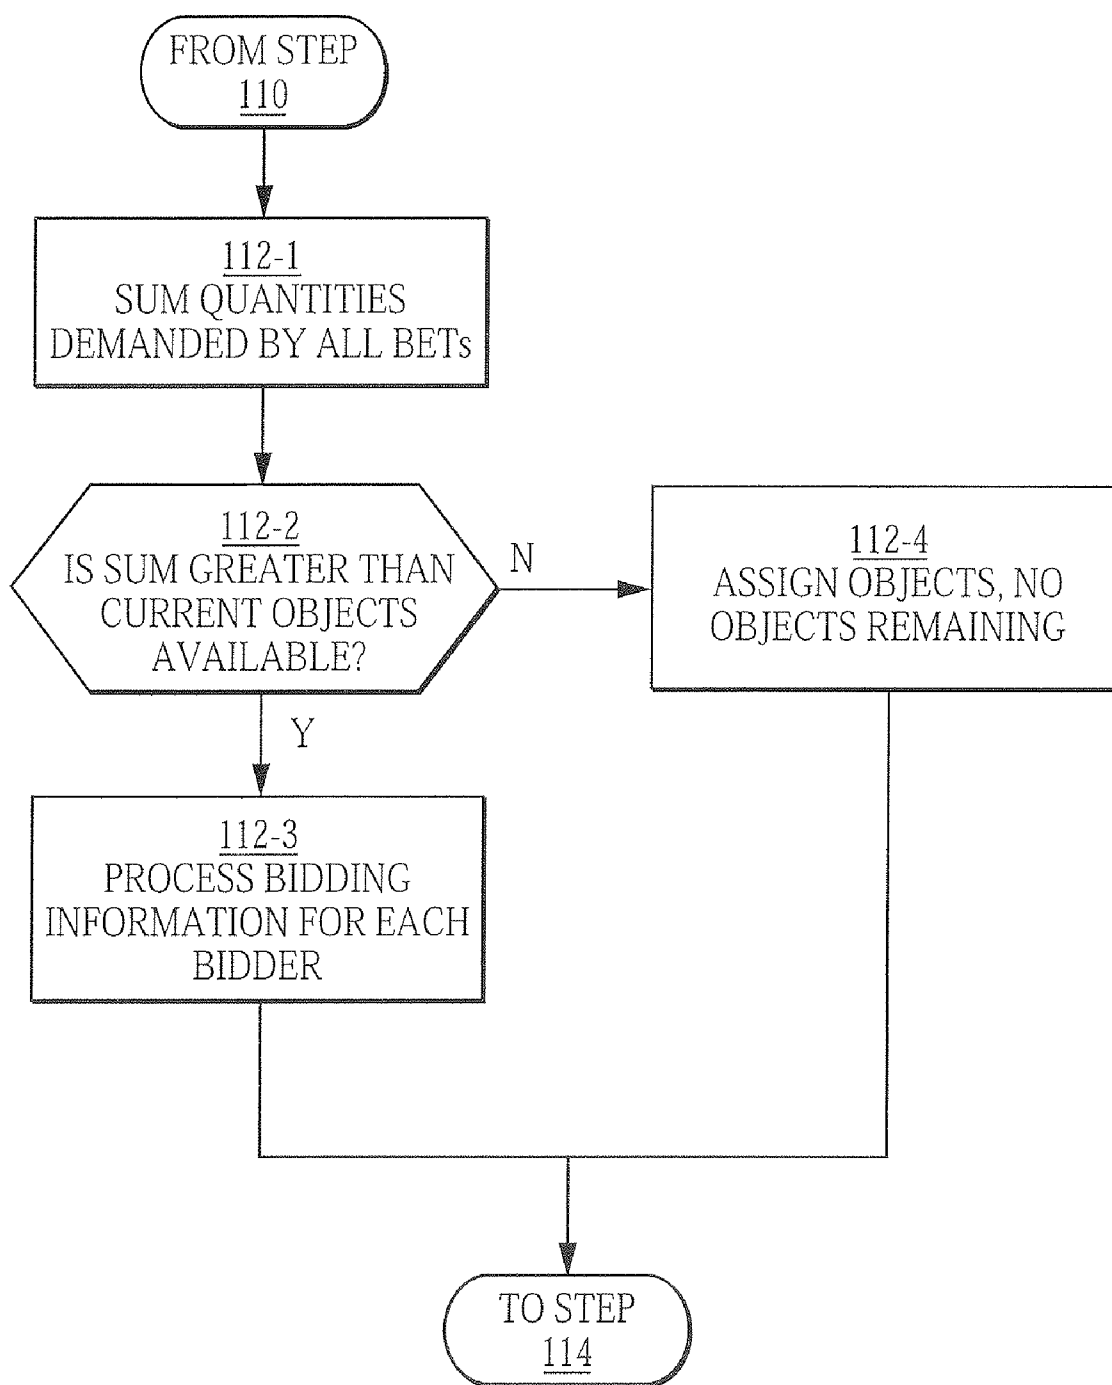 FROM STEP
110
112-1
SUM QUANTITIES
DEMANDED BY ALL BETs
112-2
IS SUM GREATER THAN
CURRENT OBJECTS
AVAILABLE?
N
112-4
ASSIGN OBJECTS, NO
OBJECTS REMAINING
Y
112-3
PROCESS BIDDING
INFORMATION FOR EACH
BIDDER
TO STEP
114